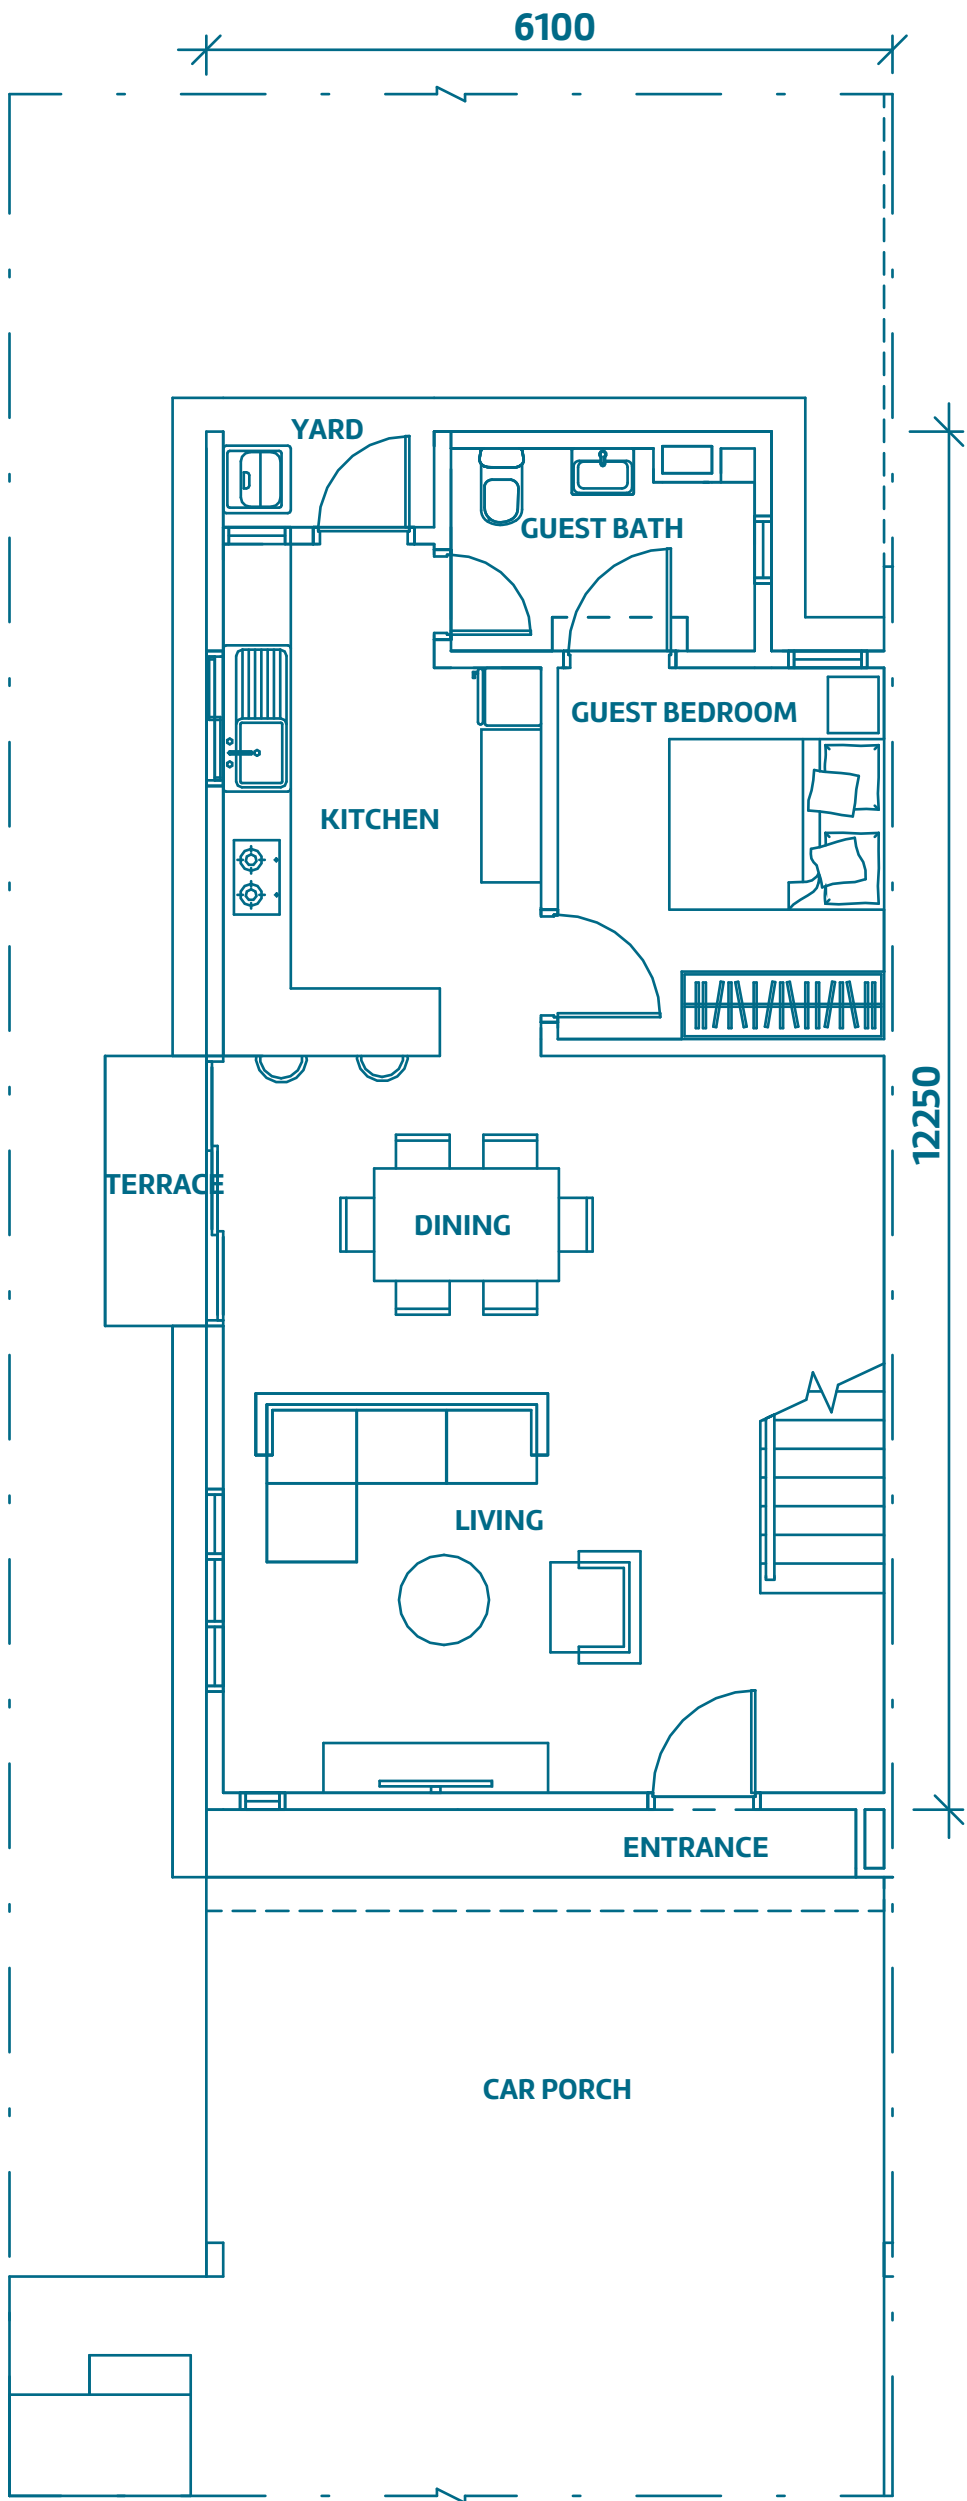 6100
YARD
GUEST BATH
GUEST BEDROOM
KITCHEN
12250
TERRACE
DINING
LIVING
ENTRANCE
CAR PORCH